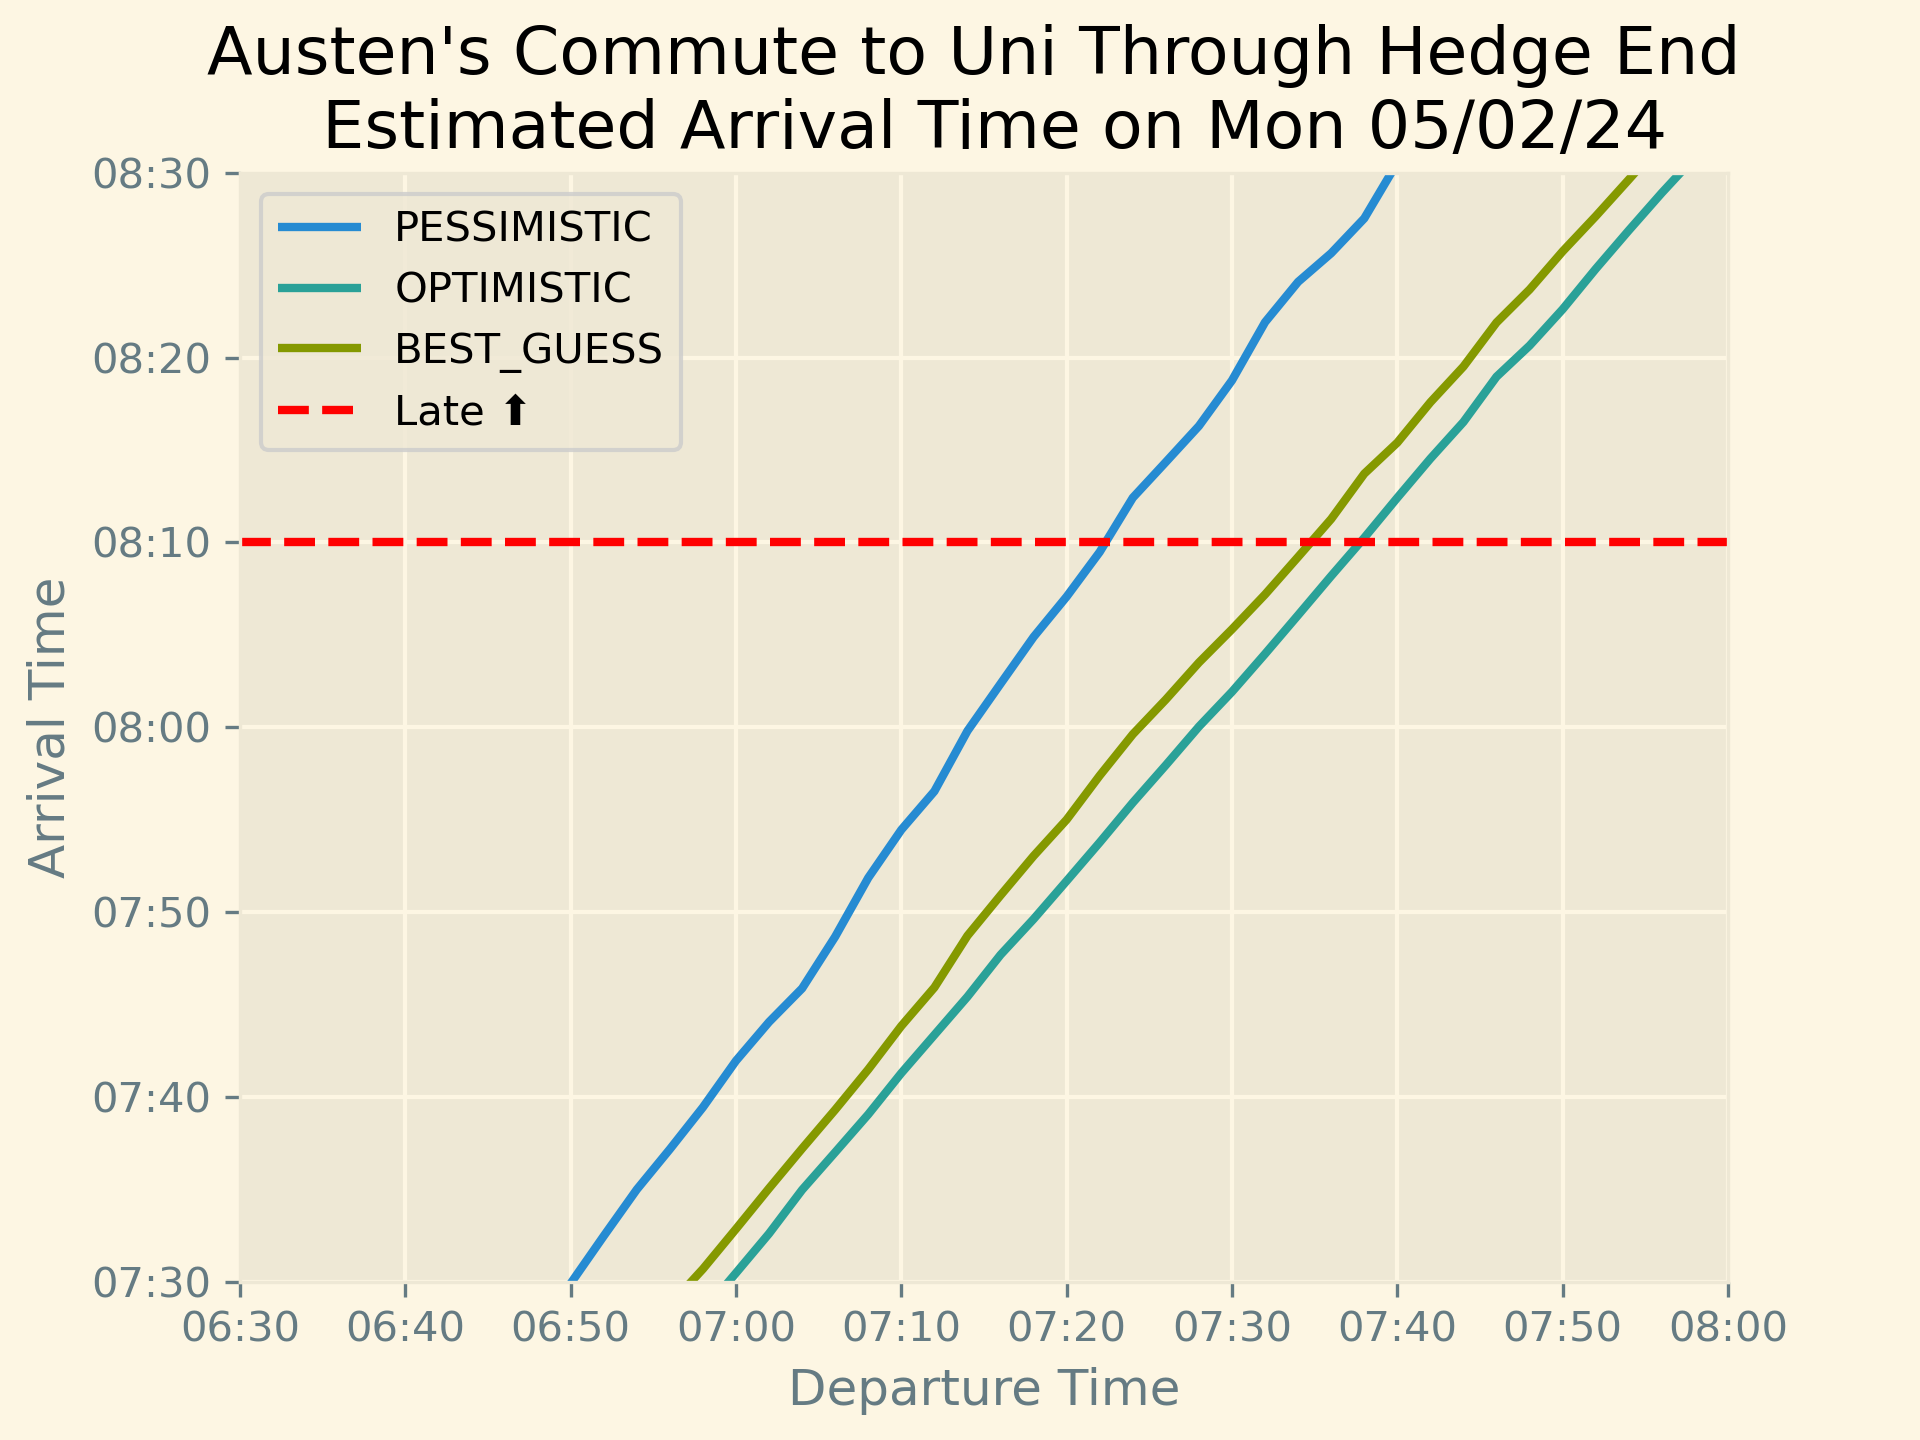 Austen's Commute to Uni Through Hedge End
Estimated Arrival Time on Mon 05/02/24
PESSIMISTIC
OPTIMISTIC
BEST_GUESS
Late ⬆
Arrival Time
08:30
08:20
08:10
08:00
07:50
07:40
07:30
06:30 06:40 06:50 07:00 07:10 07:20 07:30 07:40 07:50 08:00
Departure Time